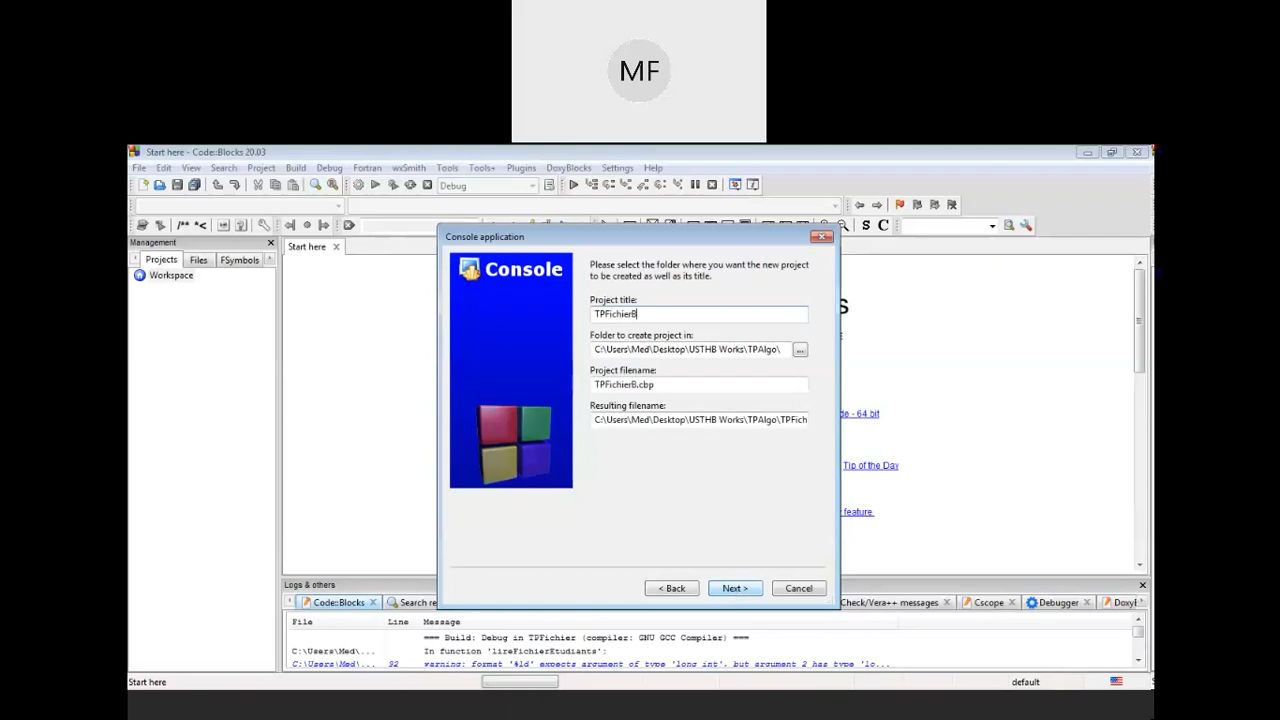 MF
Start here - Code::Blocks 20.03
File Edit View Search Project Build Debug Fortran wxSmith Tools Tools+ Plugins DoxyBlocks Settings Help
Debug
/** *<
S C
Management
Projects Files FSymbols
Workspace
Start here
Console application
Console
Please select the folder where you want the new project
to be created as well as its title.
Project title:
TPFichierB
Folder to create project in:
C:\Users\Med\Desktop\USTHB Works\TPAlgo\
...
Project filename:
TPFichierB.cbp
Resulting filename:
C:\Users\Med\Desktop\USTHB Works\TPAlgo\TPFich
< Back Next > Cancel
s
de - 64 bit
Tip of the Day
feature
Logs & others
Code::Blocks Search re Check/Vera++ messages Cscope Debugger Doxy
File Line Message
=== Build: Debug in TPFichier (compiler: GNU GCC Compiler) ===
C:\Users\Med\... In function 'lireFichierEtudiants':
C:\Users\Med\... 92 warning: format '%ld' expects argument of type 'long int', but argument 2 has type 'lo...
Start here default